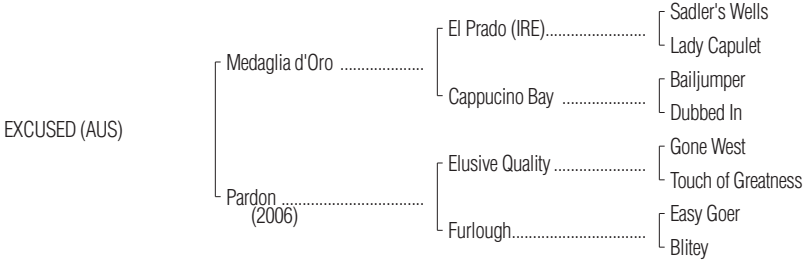 Sadler's Wells
El Prado (IRE)........................
Lady Capulet
Medaglia d'Oro ....................
Bailjumper
Cappucino Bay ....................
Dubbed In
EXCUSED (AUS)
Gone West
Elusive Quality ......................
Touch of Greatness
Pardon ..................................
(2006)
Easy Goer
Furlough................................
Blitey